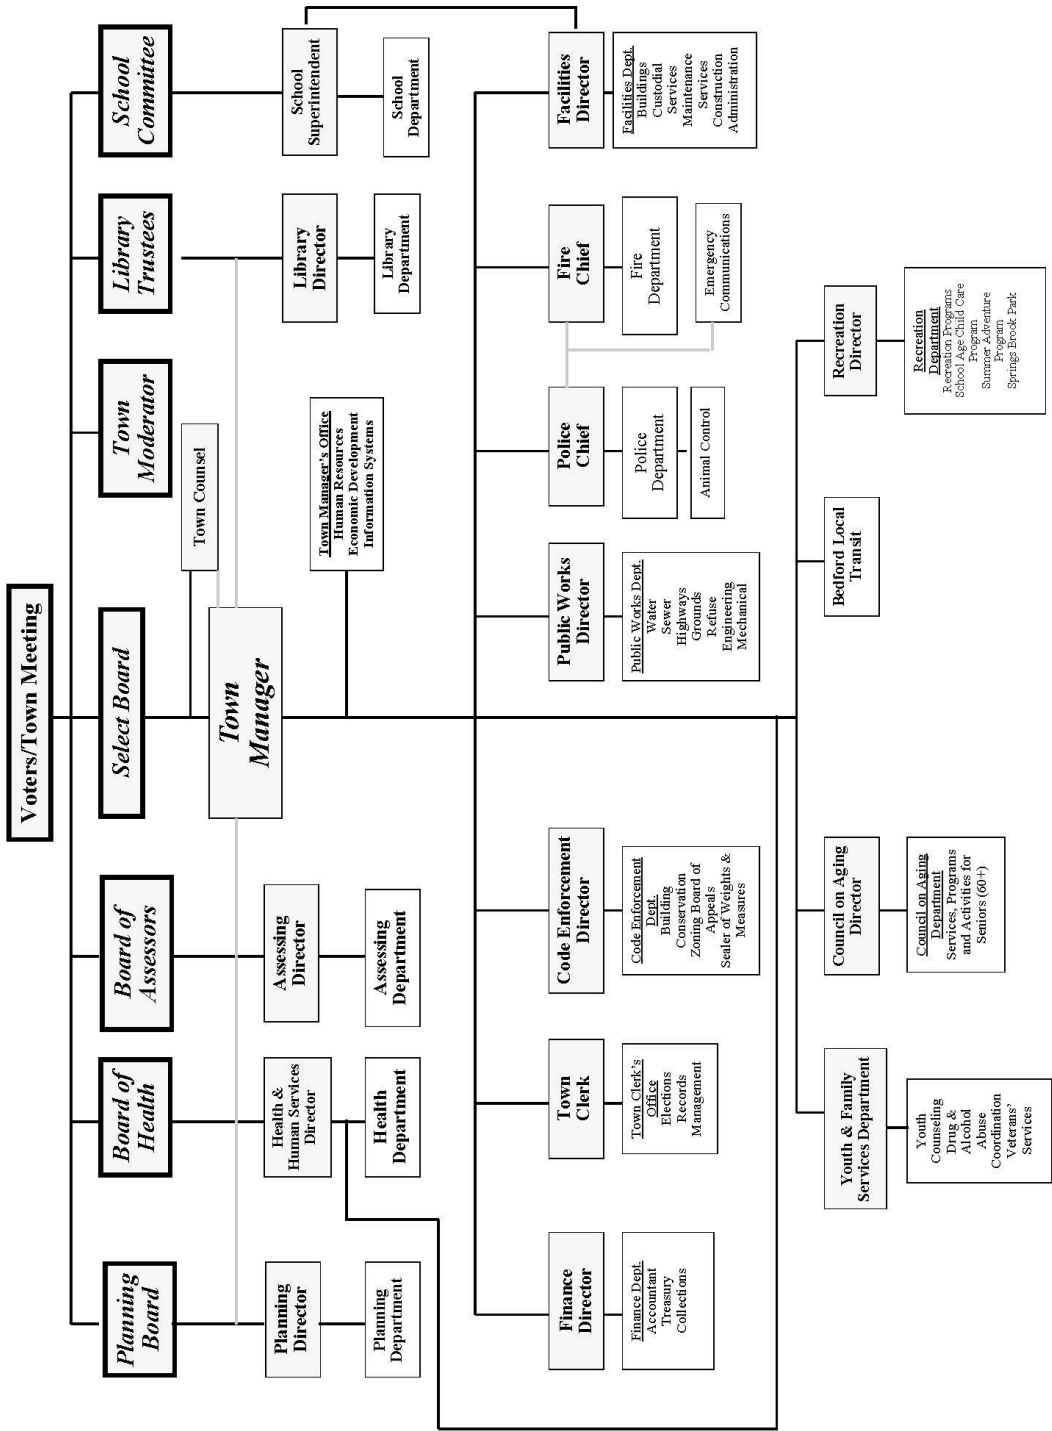 Voters/Town Meeting
Planning
Board
Board of
Health
Board of
Assessors
Select Board
Town
Moderator
Library
Trustees
School
Committee
Town Counsel
Town
Manager
Planning
Director
Health &
Human Services
Director
Assessing
Director
Library
Director
School
Superintendent
Planning
Department
Health
Department
Assessing
Department
Town Manager's Office
Human Resources
Economic Development
Information Systems
Library
Department
School
Department
Finance
Director
Town
Clerk
Code Enforcement
Director
Public Works
Director
Police
Chief
Fire
Chief
Facilities
Director
Finance Dept.
Accountant
Treasury
Collections
Town Clerk's
Office
Elections
Records
Management
Code Enforcement
Dept.
Building
Conservation
Zoning Board of
Appeals
Sealer of Weights &
Measures
Public Works Dept.
Water
Sewer
Highways
Grounds
Refuse
Engineering
Mechanical
Police
Department
Animal Control
Fire
Department
Emergency
Communications
Facilities Dept.
Buildings
Custodial
Services
Maintenance
Services
Construction
Administration
Youth & Family
Services Department
Council on Aging
Director
Bedford Local
Transit
Recreation
Director
Youth
Counseling
Drug &
Alcohol
Abuse
Coordination
Veterans'
Services
Council on Aging
Department
Services, Programs
and Activities for
Seniors (60+)
Recreation
Department
Recreation Programs
School Age Child Care
Program
Summer Adventure
Program
Springs Brook Park